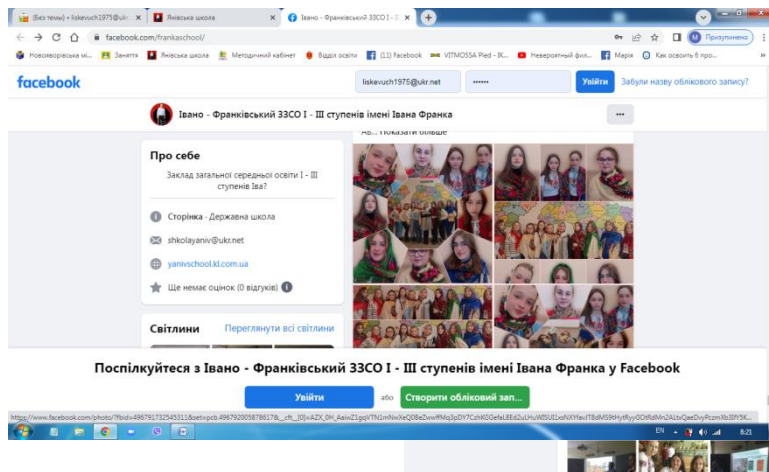 (Без темы) • liskevuch1975@ukr
Янівська школа
Івано - Франківський ЗЗСО І - ІІ
facebook.com/frankaschool/
Призупинено
Новояворівська мі...
Заняття
Янівська школа
Методичний кабінет
Відділ освіти
(11) Facebook
VITMOSSA Pied - IK...
Невероятный фил...
Марія
Как освоить 6 про...
facebook
liskevuch1975@ukr.net
••••••
Увійти
Забули назву облікового запису?
Івано - Франківський ЗЗСО І - ІІІ ступенів імені Івана Франка
Ав... Показати більше
Про себе
Заклад загальної середньої освіти І - ІІІ
ступенів Іва?
Сторінка · Державна школа
shkolayaniv@ukr.net
yanivschool.kl.com.ua
Ще немає оцінок (0 відгуків)
Світлини
Переглянути всі світлини
Поспілкуйтеся з Івано - Франківський ЗЗСО І - ІІІ ступенів імені Івана Франка у Facebook
Увійти
або
Створити обліковий зап...
EN
8:21